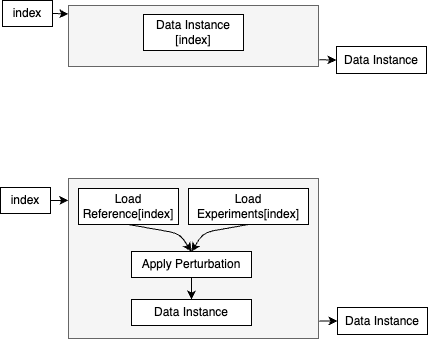 index
Data Instance
[index]
Data Instance
index
Load
Reference[index]
Load
Experiments[index]
Apply Perturbation
Data Instance
Data Instance